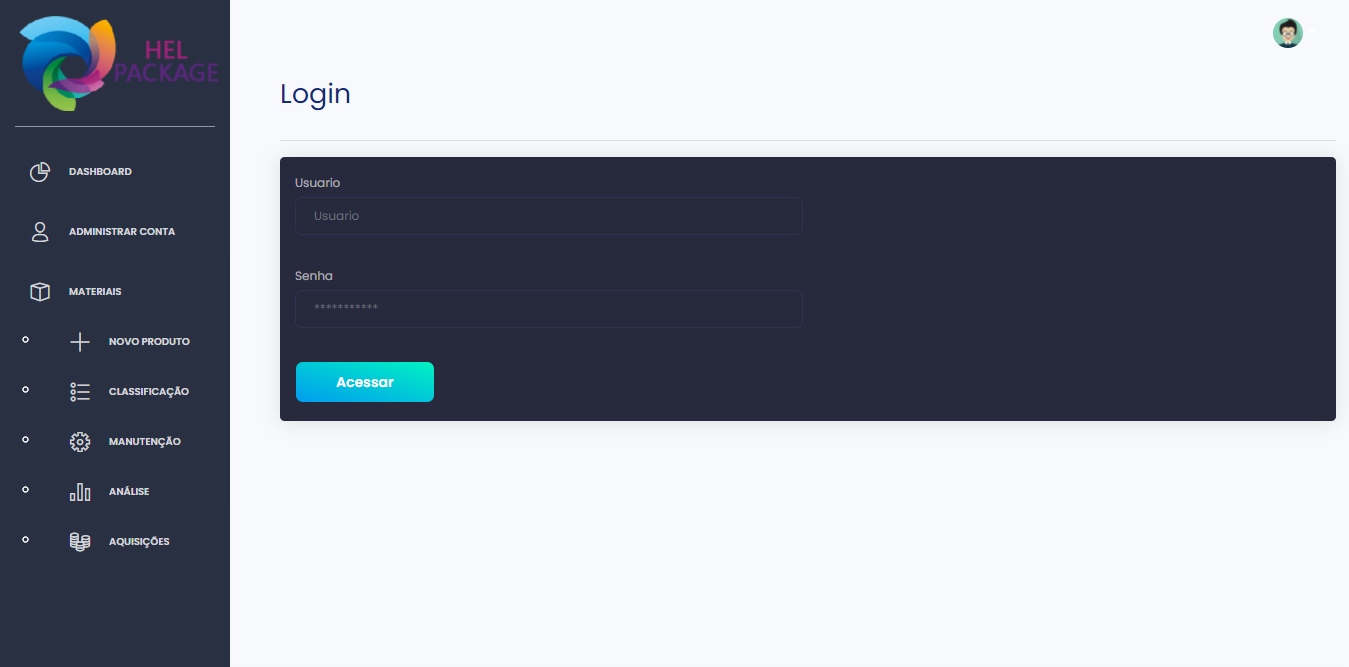 HEL
PACKAGE
DASHBOARD
ADMINISTRAR CONTA
MATERIAIS
NOVO PRODUTO
CLASSIFICAÇÃO
MANUTENÇÃO
ANÁLISE
AQUISIÇÕES
Login
Usuario
Usuario
Senha
***********
Acessar